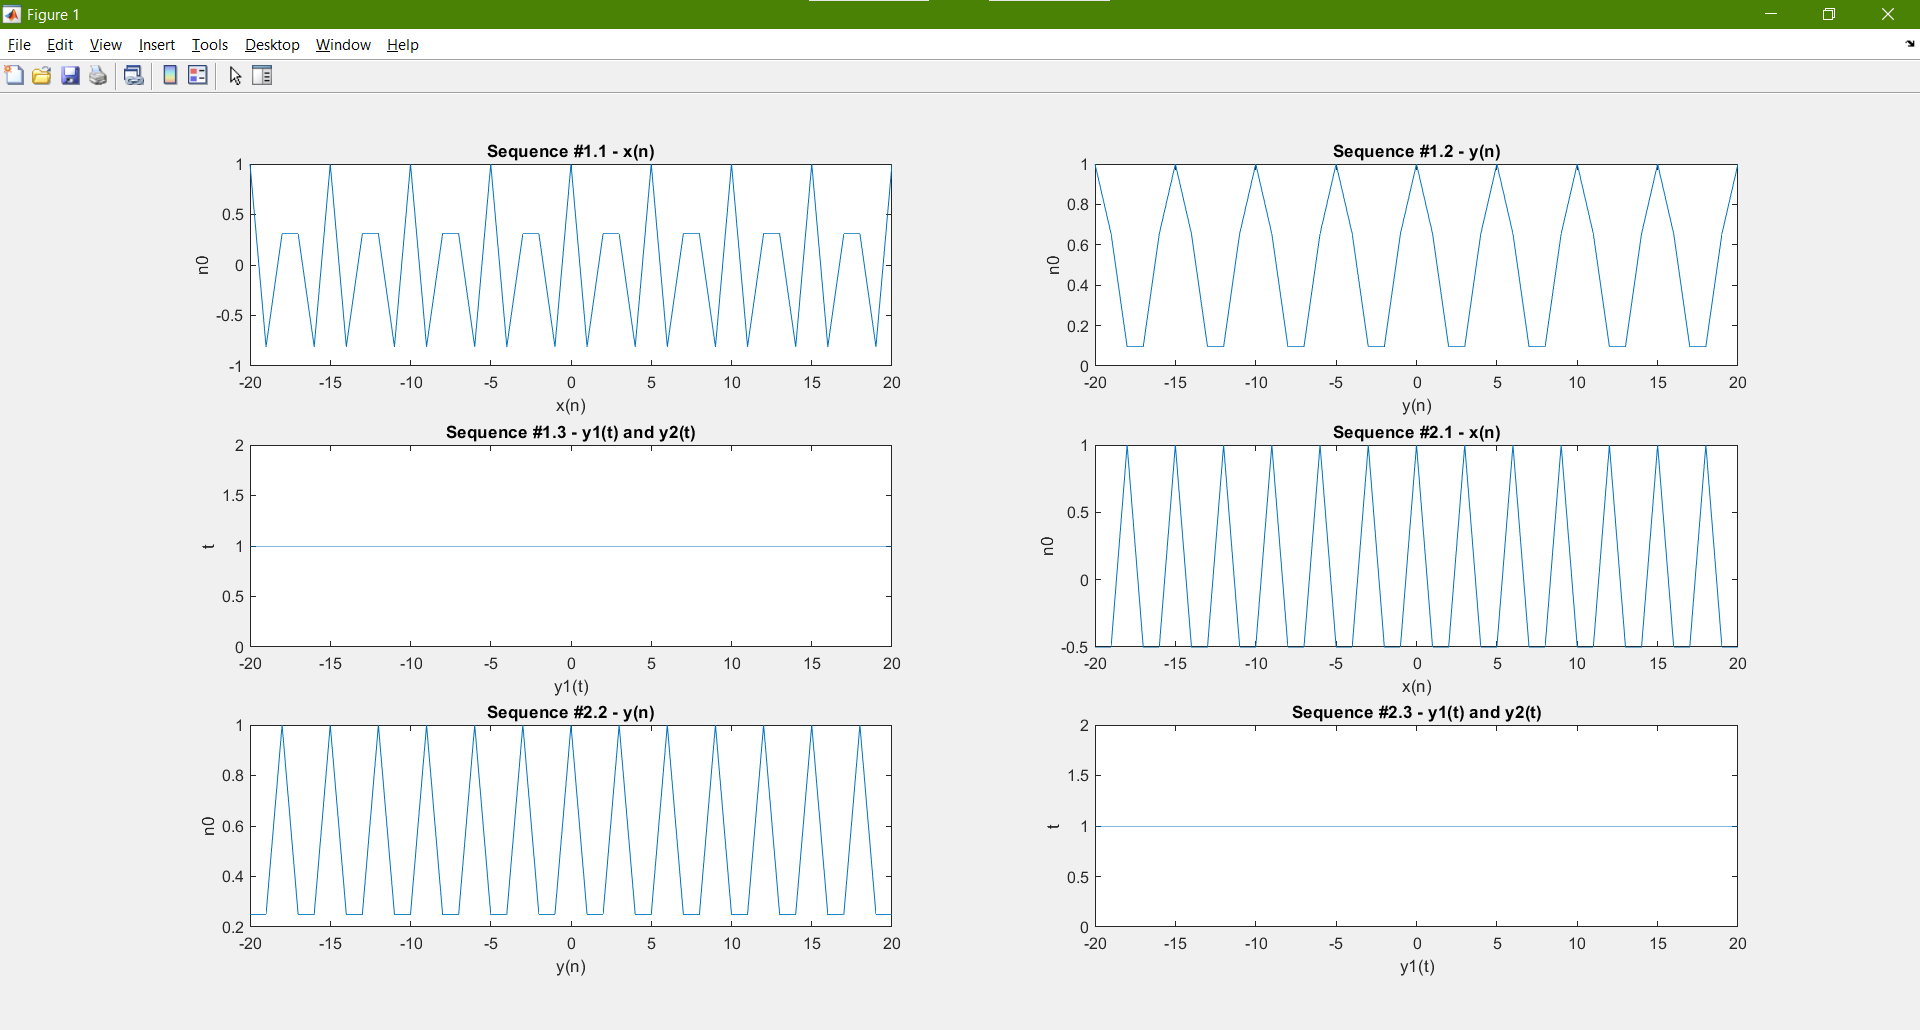 Figure 1
File Edit View Insert Tools Desktop Window Help
Sequence #1.1 - x(n)
1
0.5
0
-0.5
-1
n0
-20 -15 -10 -5 0 5 10 15 20
x(n)
Sequence #1.2 - y(n)
1
0.8
0.6
0.4
0.2
0
n0
-20 -15 -10 -5 0 5 10 15 20
y(n)
Sequence #1.3 - y1(t) and y2(t)
2
1.5
1
0.5
0
t
-20 -15 -10 -5 0 5 10 15 20
y1(t)
Sequence #2.1 - x(n)
1
0.5
0
-0.5
n0
-20 -15 -10 -5 0 5 10 15 20
x(n)
Sequence #2.2 - y(n)
1
0.8
0.6
0.4
0.2
n0
-20 -15 -10 -5 0 5 10 15 20
y(n)
Sequence #2.3 - y1(t) and y2(t)
2
1.5
1
0.5
0
t
-20 -15 -10 -5 0 5 10 15 20
y1(t)